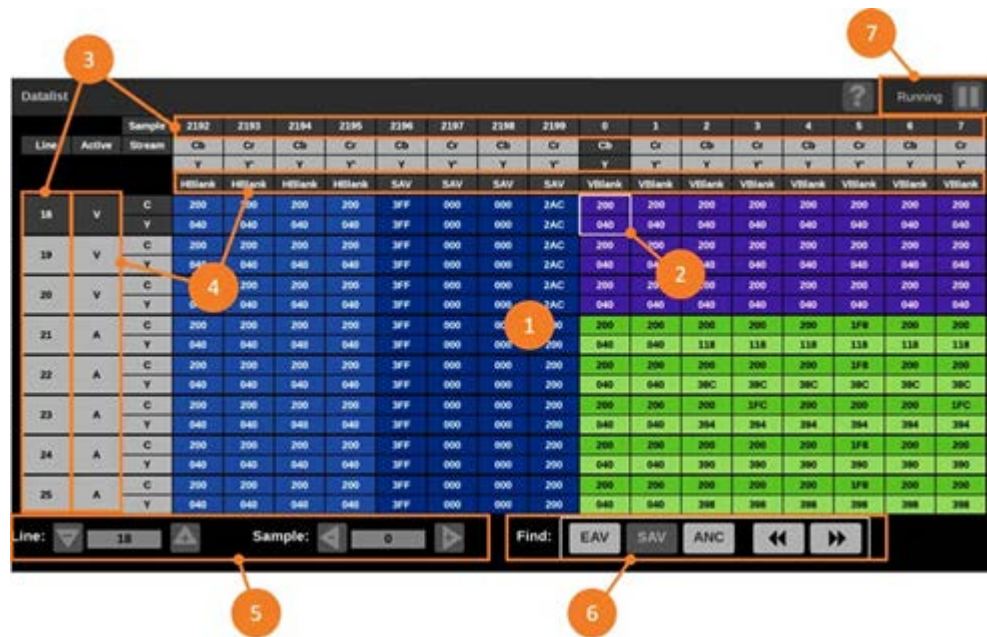 3
7
Datalist ? Running
Sample 2192 2193 2194 2195 2196 2197 2198 2199 0 1 2 3 4 5 6 7
Line Active Stream Cb Cr Cb Cr Cb Cr Cb Cr Cb Cr Cb Cr Cb Cr Cb Cr
Y Y' Y Y' Y Y' Y Y' Y Y' Y Y' Y Y' Y Y'
HBlank HBlank HBlank HBlank SAV SAV SAV SAV VBlank VBlank VBlank VBlank VBlank VBlank VBlank VBlank
18 V C 200 200 200 200 3FF 000 000 2AC 200 200 200 200 200 200 200 200
Y 040 040 040 040 3FF 000 000 2AC 040 040 040 040 040 040 040 040
19 V C 200 200 200 3FF 000 000 2AC 200 200 200 200 200 200 200 200
Y 040 040 040 3FF 000 000 2AC 040 040 040 040 040 040 040
4
2
20 V C 200 200 200 3FF 000 000 2AC 200 200 200 200 200 200 200
Y 040 040 040 3FF 000 000 2AC 040 040 040 040 040 040 040 040
1
21 A C 200 200 200 200 3FF 000 200 200 200 200 200 1F8 200 200
Y 040 040 040 040 3FF 000 000 200 040 040 118 118 118 118 118 118
22 A C 200 200 200 200 3FF 000 000 200 200 200 200 200 200 1F8 200 200
Y 040 040 040 040 3FF 000 000 200 040 040 38C 38C 38C 38C 38C 38C
23 A C 200 200 200 200 3FF 000 000 200 200 200 200 1FC 200 200 200 1FC
Y 040 040 040 040 3FF 000 000 200 040 040 394 394 394 394 394 394
24 A C 200 200 200 200 3FF 000 000 200 200 200 200 200 200 1F8 200 200
Y 040 040 040 040 3FF 000 000 200 040 040 390 390 390 390 390 390
25 A C 200 200 200 200 3FF 000 000 200 200 200 200 200 200 1F8 200 200
Y 040 040 040 040 3FF 000 000 200 040 040 398 398 398 398 398 398
Line: 18 Sample: 0 Find: EAV SAV ANC
5
6